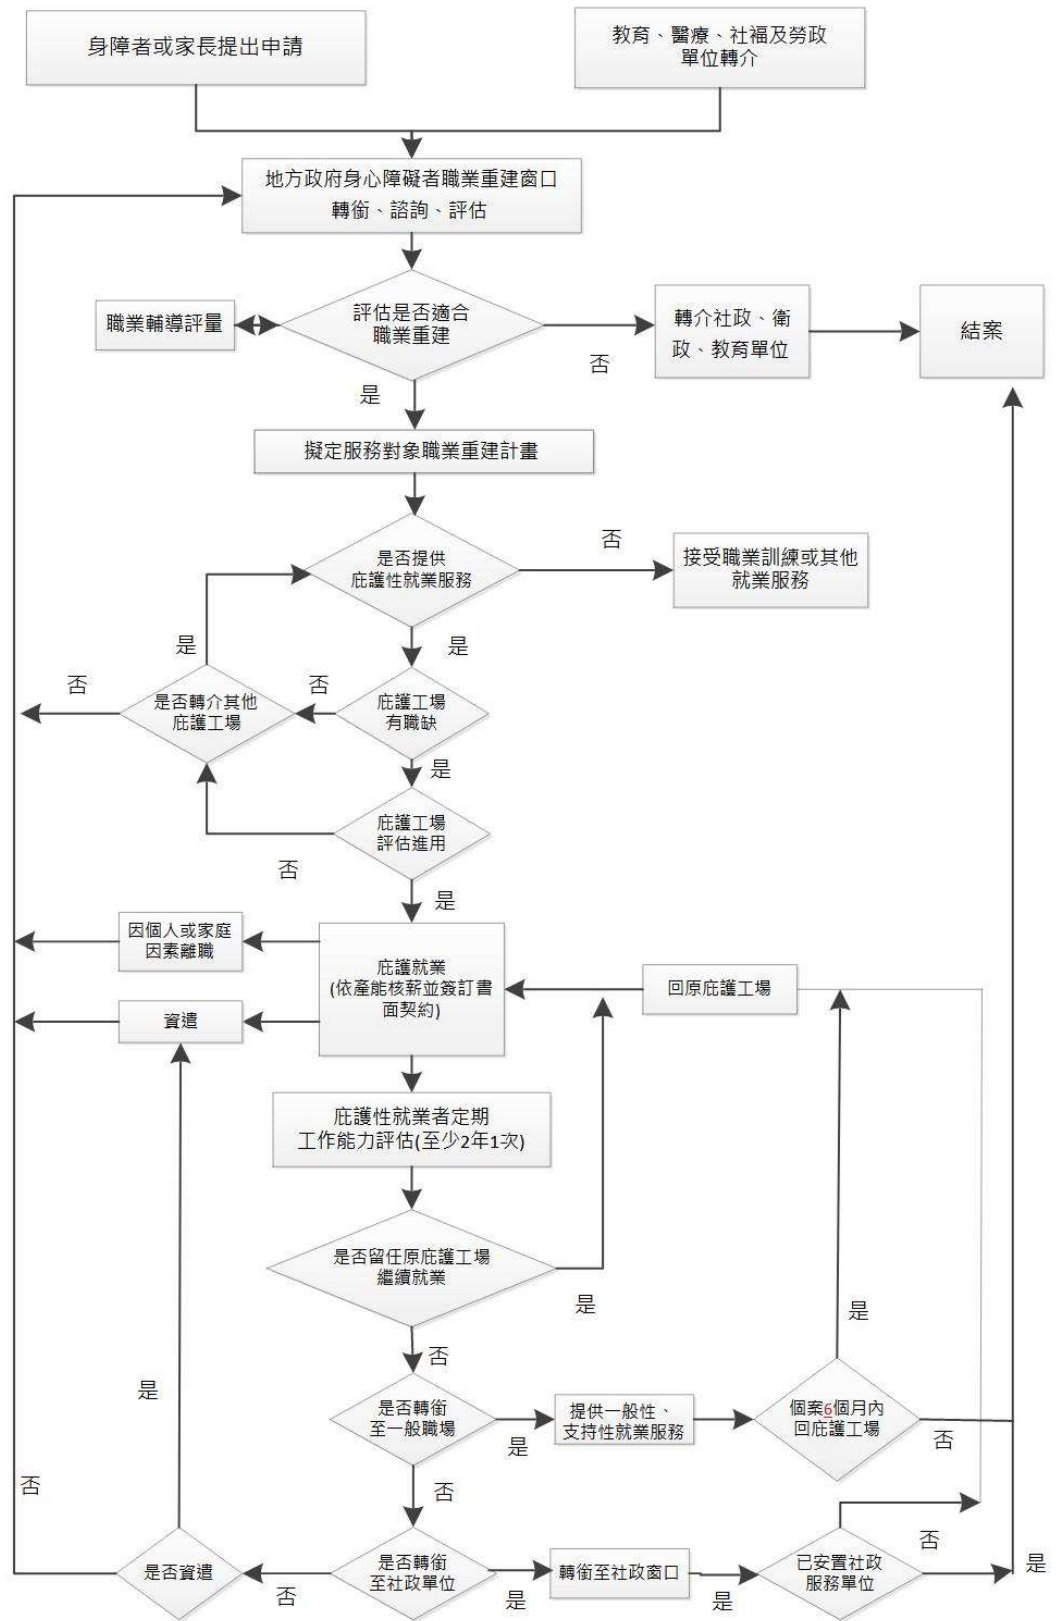 身障者或家長提出申請
教育、醫療、社福及勞政
單位轉介
地方政府身心障礙者職業重建窗口
轉銜、諮詢、評估
職業輔導評量
評估是否適合
職業重建
否
轉介社政、衛
政、教育單位
結案
是
擬定服務對象職業重建計畫
是否提供
庇護性就業服務
否
接受職業訓練或其他
就業服務
是
是
否
是否轉介其他
庇護工場
否
庇護工場
有職缺
是
庇護工場
評估進用
否
是
因個人或家庭
因素離職
庇護就業
(依產能核薪並簽訂書
面契約)
回原庇護工場
資遣
庇護性就業者定期
工作能力評估(至少2年1次)
是否留任原庇護工場
繼續就業
是
是
否
是
是否轉銜
至一般職場
是
提供一般性、
支持性就業服務
個案6個月內
回庇護工場
否
否
否
是否資遣
否
是否轉銜
至社政單位
是
轉銜至社政窗口
是
已安置社政
服務單位
否
是